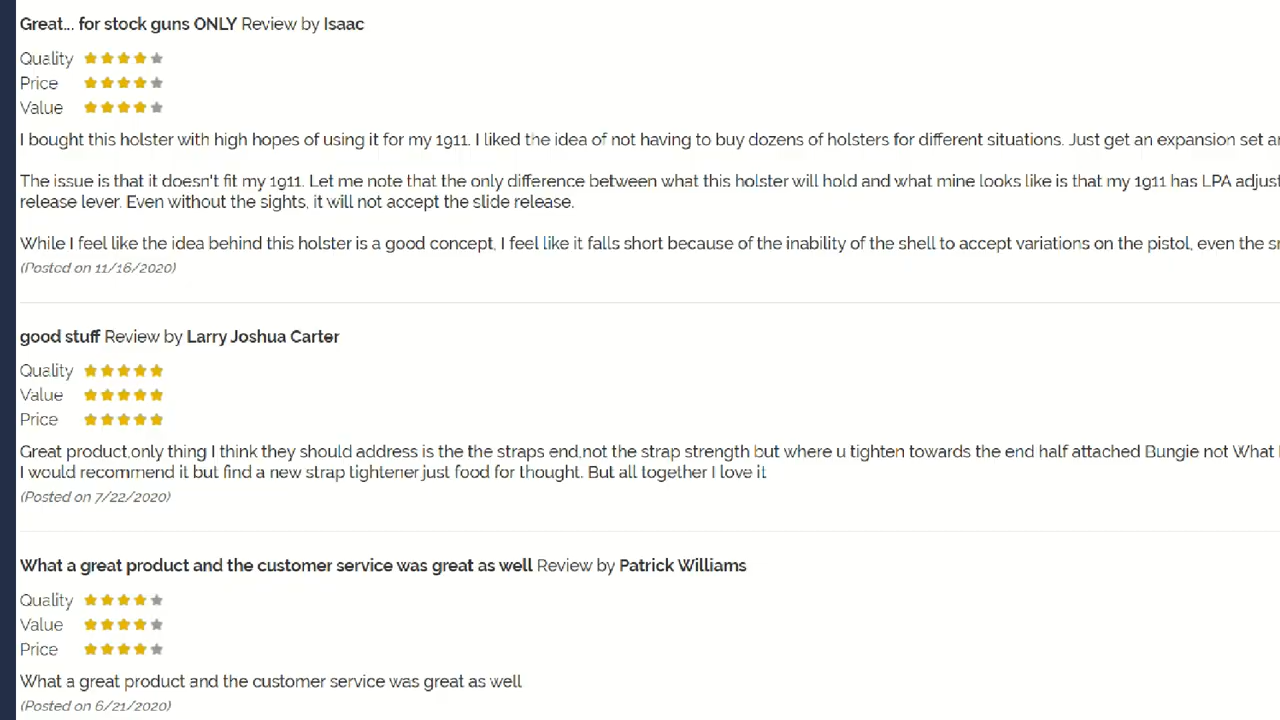 Great... for stock guns ONLY Review by Isaac
Quality
Price
Value
I bought this holster with high hopes of using it for my 1911. I liked the idea of not having to buy dozens of holsters for different situations. Just get an expansion set
The issue is that it doesn't fit my 1911. Let me note that the only difference between what this holster will hold and what mine looks like is that my 1911 has LPA
release lever. Even without the sights, it will not accept the slide release.
While I feel like the idea behind this holster is a good concept, I feel like it falls short because of the inability of the shell to accept variations on the pistol, even the
(Posted on 11/16/2020)
good stuff Review by Larry Joshua Carter
Quality
Value
Price
Great product,only thing I think they should address is the the straps end,not the strap strength but where u tighten towards the end half attached Bungie not What
I would recommend it but find a new strap tightener just food for thought. But all together I love it
(Posted on 7/22/2020)
What a great product and the customer service was great as well Review by Patrick Williams
Quality
Value
Price
What a great product and the customer service was great as well
(Posted on 6/21/2020)